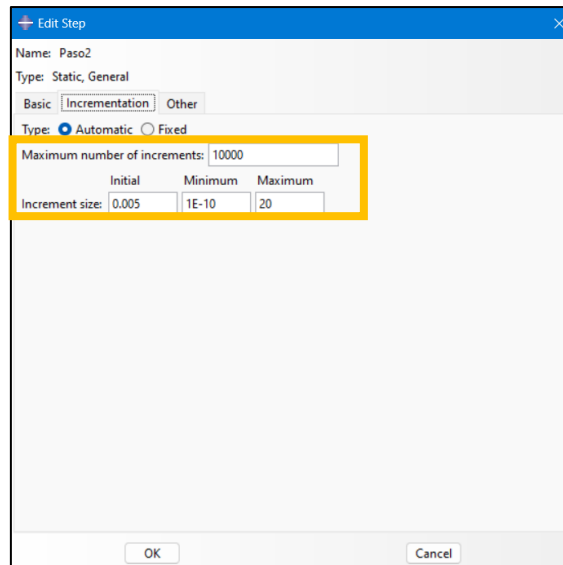 Edit Step
Name: Paso2
Type: Static, General
Basic Incrementation Other
Type: Automatic Fixed
Maximum number of increments: 10000
Initial Minimum Maximum
Increment size: 0.005 1E-10 20
OK Cancel